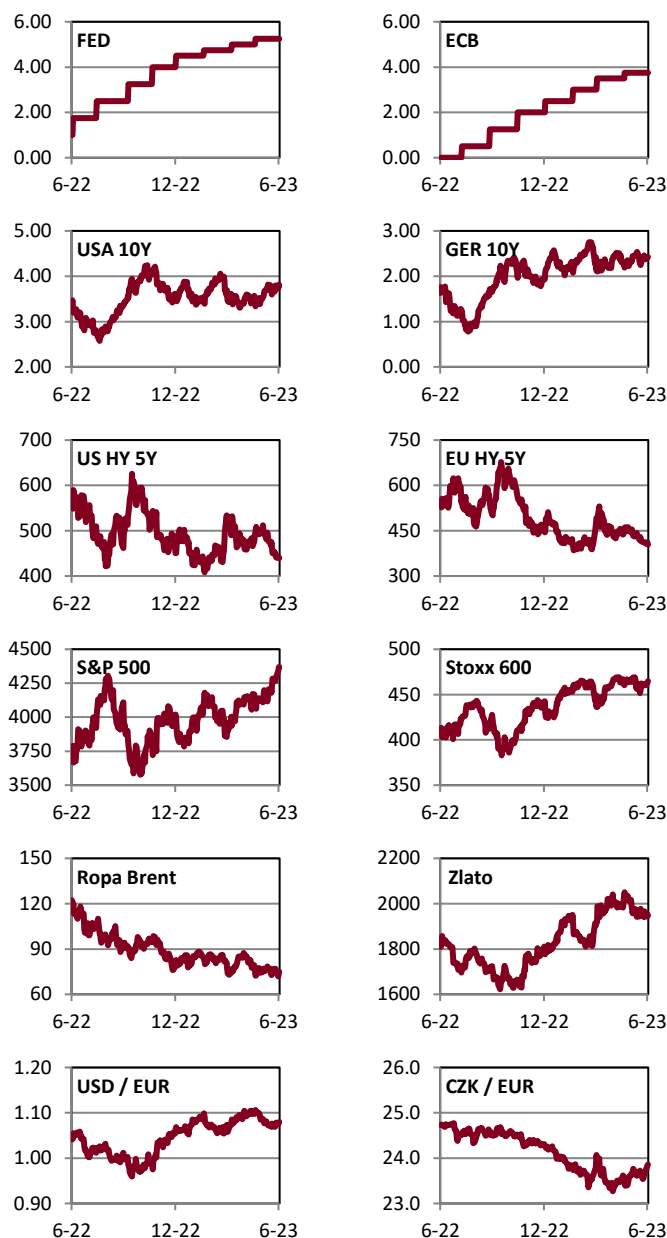 FED
6.00
4.00
2.00
0.00
6-22 12-22 6-23
ECB
6.00
4.00
2.00
0.00
6-22 12-22 6-23
USA 10Y
5.00
4.00
3.00
2.00
6-22 12-22 6-23
GER 10Y
3.00
2.00
1.00
0.00
6-22 12-22 6-23
US HY 5Y
700
600
500
400
6-22 12-22 6-23
EU HY 5Y
750
600
450
300
6-22 12-22 6-23
S&P 500
4500
4250
4000
3750
3500
6-22 12-22 6-23
Stoxx 600
500
450
400
350
6-22 12-22 6-23
Ropa Brent
150
120
90
60
6-22 12-22 6-23
Zlato
2200
2000
1800
1600
6-22 12-22 6-23
USD / EUR
1.20
1.10
1.00
0.90
6-22 12-22 6-23
CZK / EUR
26.0
25.0
24.0
23.0
6-22 12-22 6-23